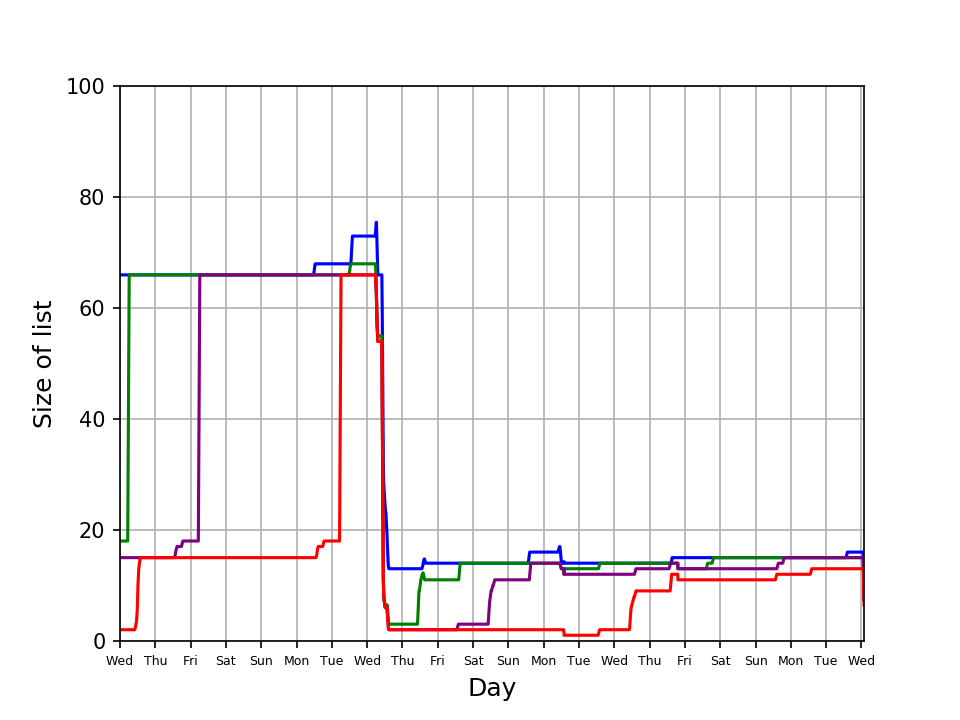 100
80
60
40
20
0
Size of list
Wed Thu Fri Sat Sun Mon Tue Wed Thu Fri Sat Sun Mon Tue Wed Thu Fri Sat Sun Mon Tue Wed
Day